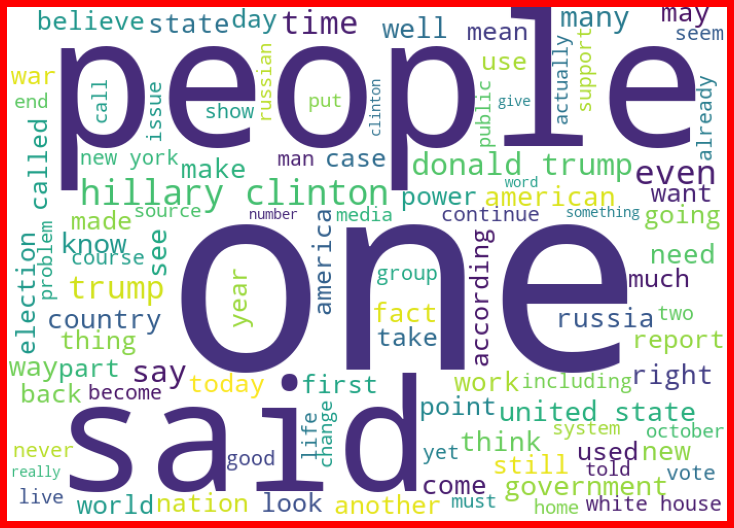 believe state day time well mean many may
people
seem
war call issue show russian put clinton use public give actually support already
end
new york man case donald trump even
called make hillary clinton power american word want
made source number media continue something going
problem know see america group according need
election course year fact much
trump country take russia two
thing report
way part say today first work including right
back become
said
point united state
life change think system october
never good yet still used new
really told vote
live come government
world nation look another must home white house